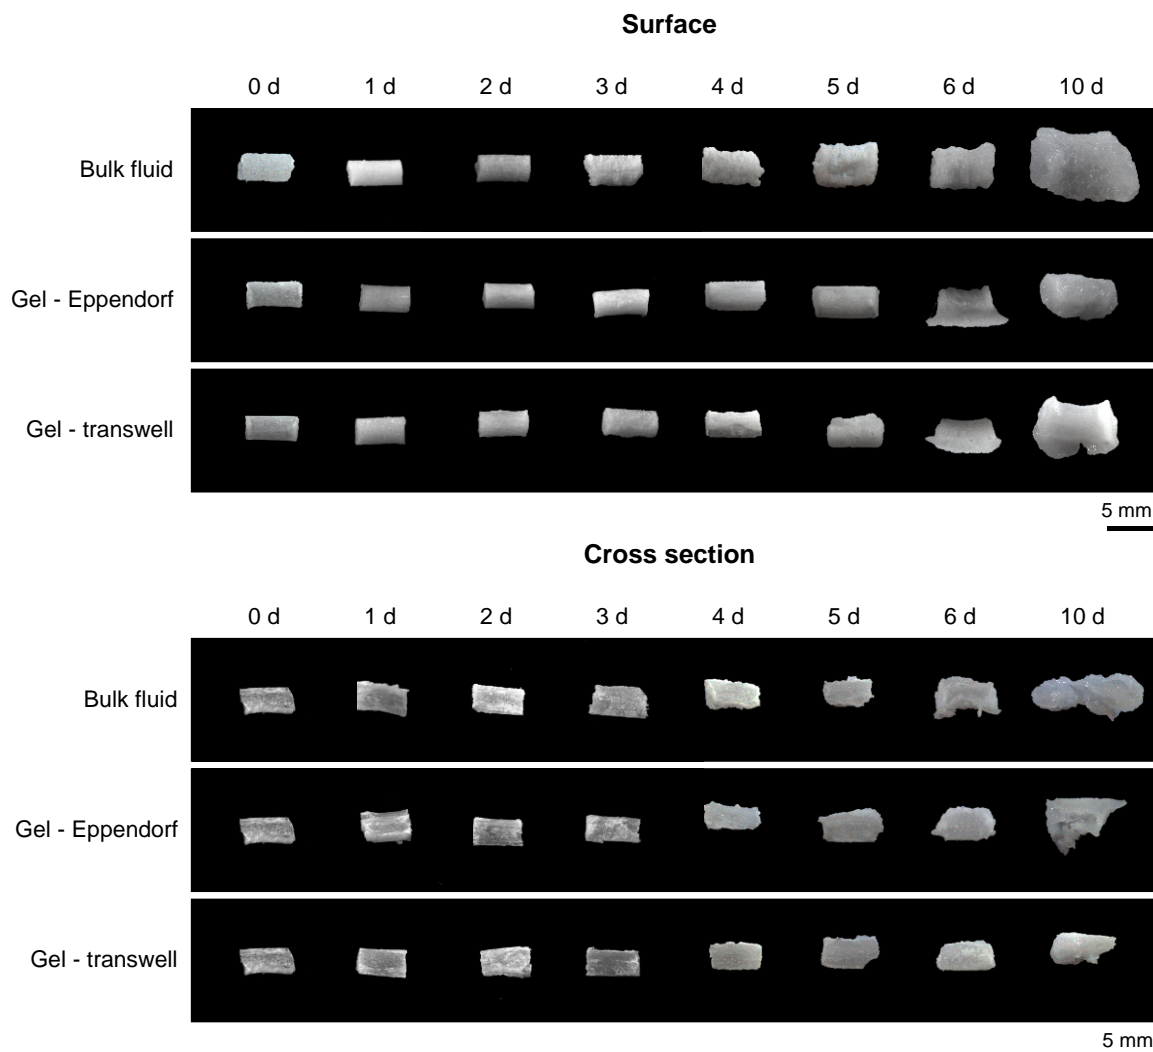 Surface
0 d 1 d 2 d 3 d 4 d 5 d 6 d 10 d
Bulk fluid
Gel - Eppendorf
Gel - transwell
5 mm
Cross section
0 d 1 d 2 d 3 d 4 d 5 d 6 d 10 d
Bulk fluid
Gel - Eppendorf
Gel - transwell
5 mm